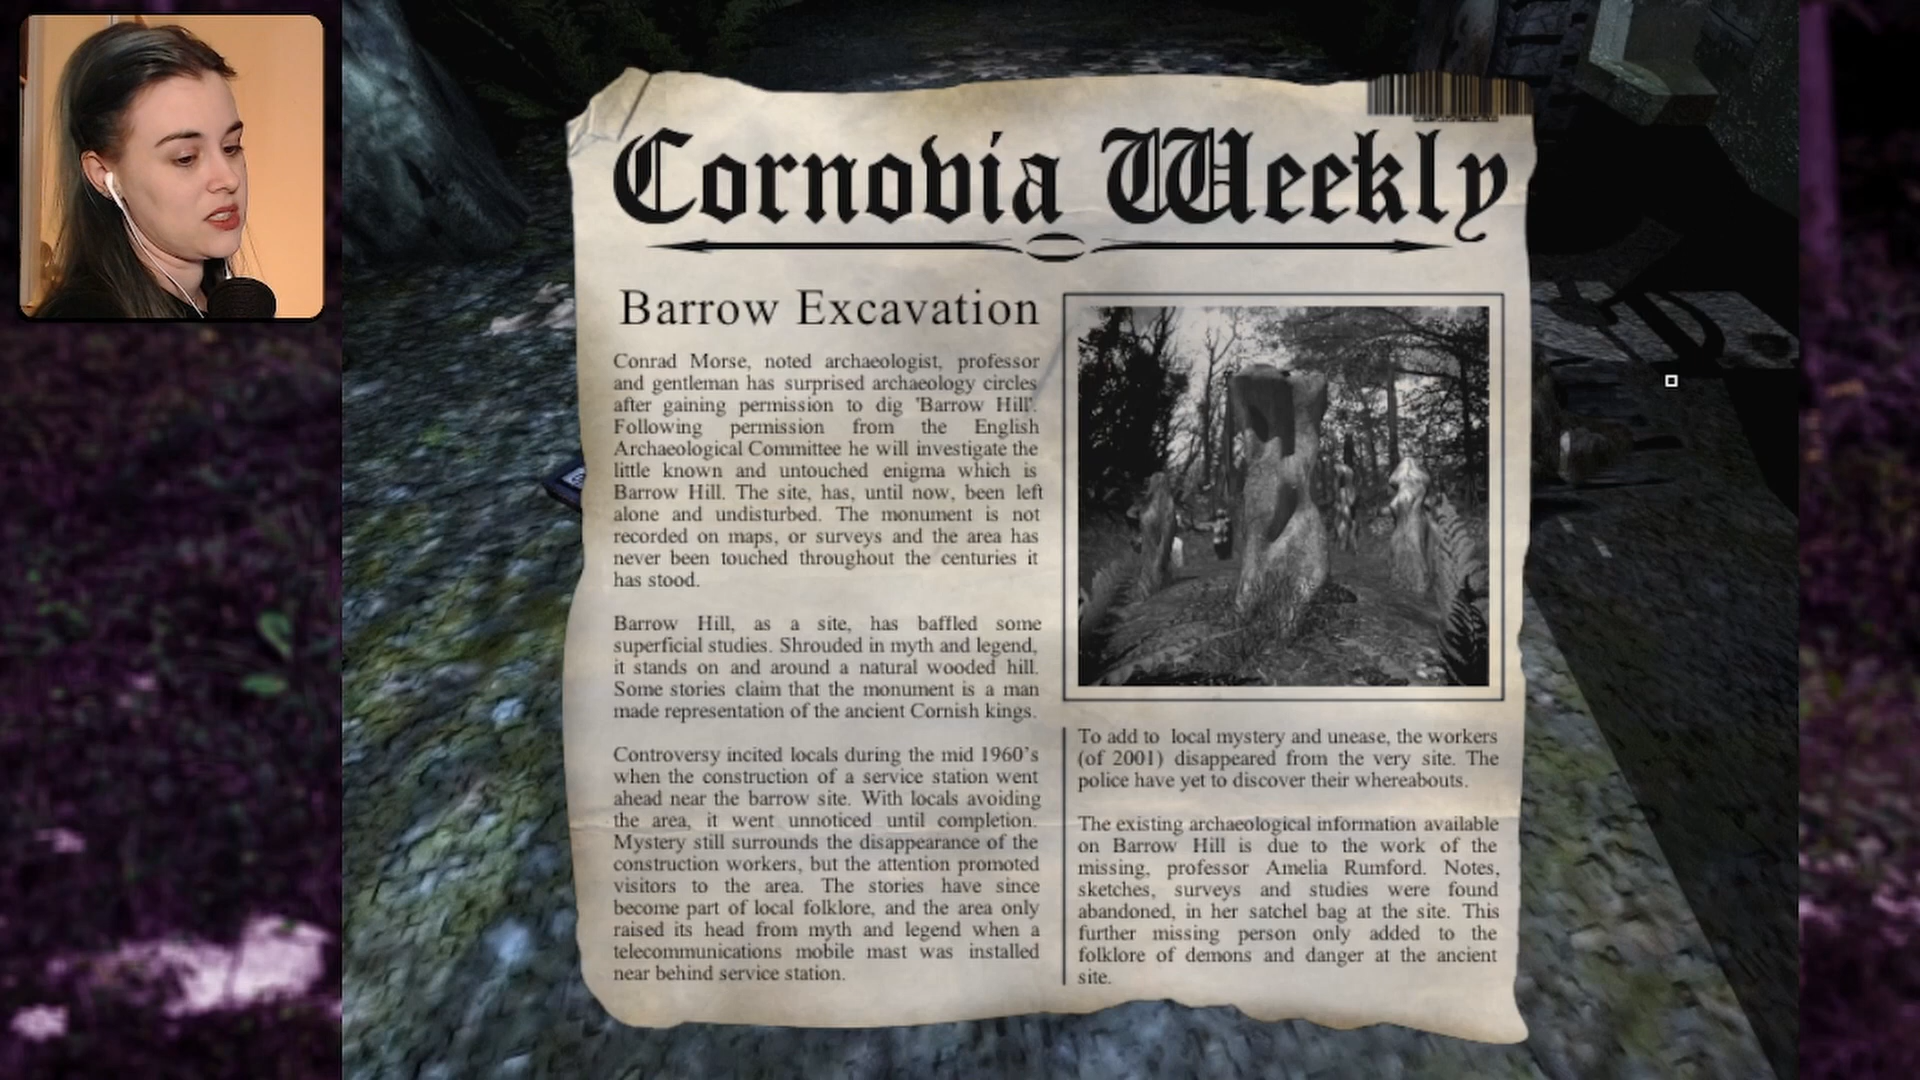 Cornovia Weekly
Barrow Excavation
Conrad Morse, noted archaeologist, professor
and gentleman has surprised archaeology circles
after gaining permission to dig 'Barrow Hill'.
Following permission from the English
Archaeological Committee he will investigate the
little known and untouched enigma which is
Barrow Hill. The site, has, until now, been left
alone and undisturbed. The monument is not
recorded on maps, or surveys and the area has
never been touched throughout the centuries it
has stood.
Barrow Hill, as a site, has baffled some
superficial studies. Shrouded in myth and legend,
it stands on and around a natural wooded hill.
Some stories claim that the monument is a man
made representation of the ancient Cornish kings.
Controversy incited locals during the mid 1960's
when the construction of a service station went
ahead near the barrow site. With locals avoiding
the area, it went unnoticed until completion.
Mystery still surrounds the disappearance of the
construction workers, but the attention promoted
visitors to the area. The stories have since
become part of local folklore, and the area only
raised its head from myth and legend when a
telecommunications mobile mast was installed
near behind service station.
To add to local mystery and unease, the workers
(of 2001) disappeared from the very site. The
police have yet to discover their whereabouts.
The existing archaeological information available
on Barrow Hill is due to the work of the
missing, professor Amelia Rumford. Notes,
sketches, surveys and studies were found
abandoned, in her satchel bag at the site. This
further missing person only added to the
folklore of demons and danger at the ancient
site.